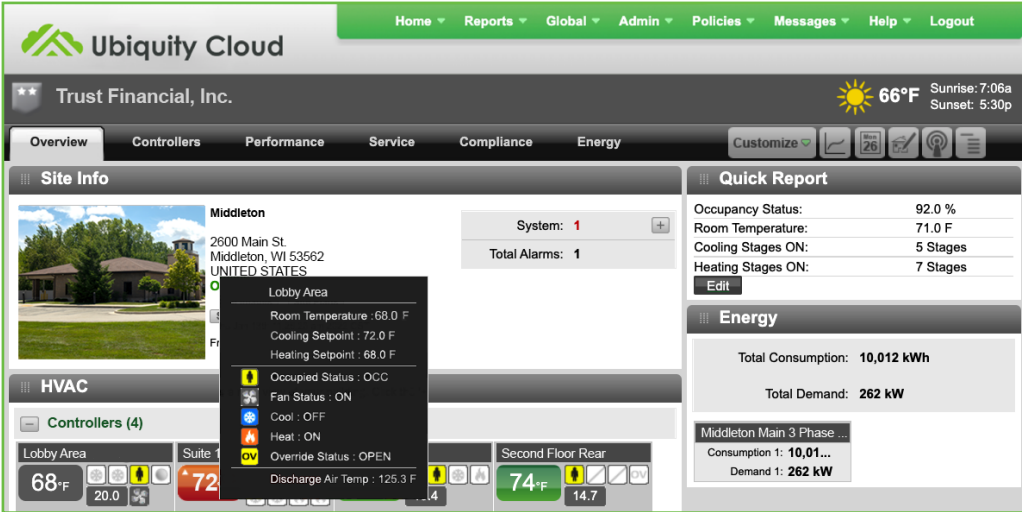 Home Reports Global Admin Policies Messages Help Logout
Ubiquity Cloud
Trust Financial, Inc.
66°F
Sunrise: 7:06a
Sunset: 5:30p
Overview Controllers Performance Service Compliance Energy
Customize
Mon
26
Site Info
Middleton
2600 Main St.
Middleton, WI 53562
UNITED STATES
System: 1
+
Total Alarms: 1
Quick Report
Occupancy Status: 92.0 %
Room Temperature: 71.0 F
Cooling Stages ON: 5 Stages
Heating Stages ON: 7 Stages
Edit
Energy
Total Consumption: 10,012 kWh
Total Demand: 262 kW
Middleton Main 3 Phase ...
Consumption 1: 10,01...
Demand 1: 262 kW
Lobby Area
Room Temperature :68.0 F
Cooling Setpoint : 72.0 F
Heating Setpoint : 68.0 F
Occupied Status : OCC
Fan Status : ON
Cool : OFF
Heat : ON
OV Override Status : OPEN
Discharge Air Temp : 125.3 F
HVAC
Controllers (4)
Lobby Area
68°F
20.0
Suite 1
72
Second Floor Rear
74°F
OV
14.7